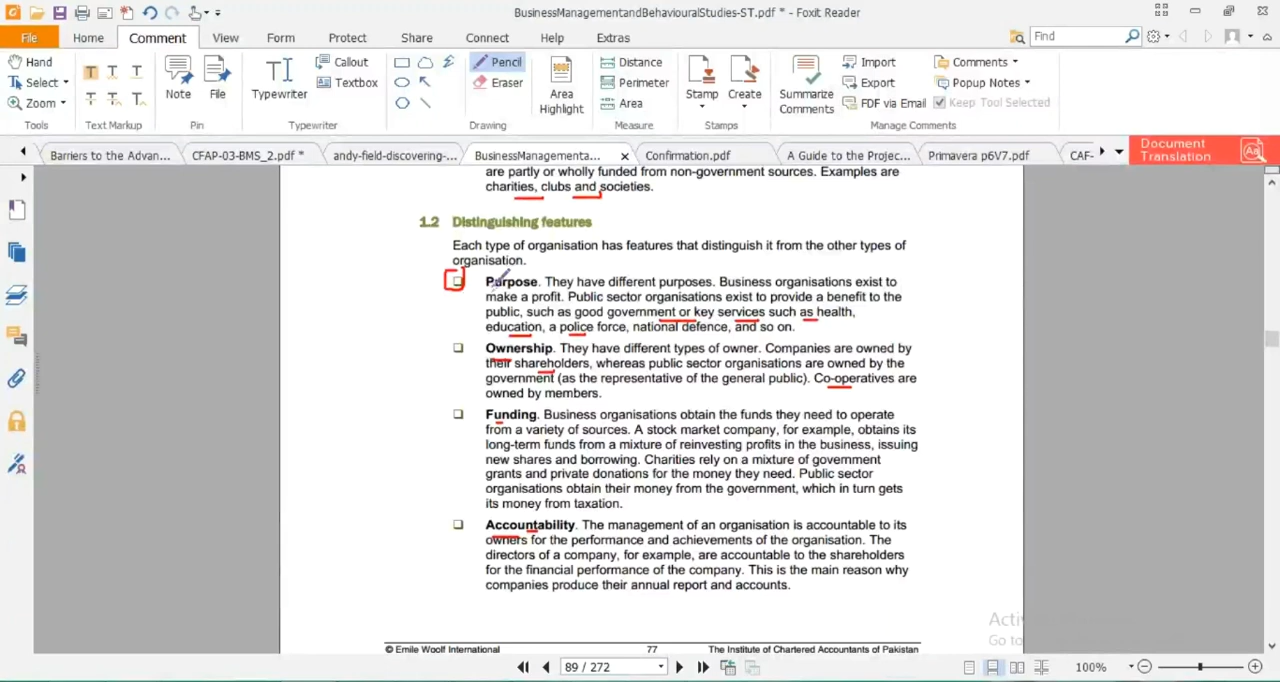 BusinessManagementandBehaviouralStudies-ST.pdf * - Foxit Reader
File Home Comment View Form Protect Share Connect Help Extras Find
Hand Select Zoom Tools
Text Markup
Note File Pin
Typewriter Callout Textbox Typewriter
Pencil Eraser Drawing
Area Highlight
Distance Perimeter Area Measure
Stamp Create Stamps
Summarize Comments Import Export FDF via Email Comments Popup Notes Keep Tool Selected Manage Comments
Barriers to the Advan... CFAP-03-BMS_2.pdf * andy-field-discovering-... BusinessManagementa... Confirmation.pdf A Guide to the Projec... Primavera p6V7.pdf CAF- Document Translation
are partly or wholly funded from non-government sources. Examples are
charities, clubs and societies.
1.2 Distinguishing features
Each type of organisation has features that distinguish it from the other types of
organisation.
Purpose. They have different purposes. Business organisations exist to
make a profit. Public sector organisations exist to provide a benefit to the
public, such as good government or key services such as health,
education, a police force, national defence, and so on.
Ownership. They have different types of owner. Companies are owned by
their shareholders, whereas public sector organisations are owned by the
government (as the representative of the general public). Co-operatives are
owned by members.
Funding. Business organisations obtain the funds they need to operate
from a variety of sources. A stock market company, for example, obtains its
long-term funds from a mixture of reinvesting profits in the business, issuing
new shares and borrowing. Charities rely on a mixture of government
grants and private donations for the money they need. Public sector
organisations obtain their money from the government, which in turn gets
its money from taxation.
Accountability. The management of an organisation is accountable to its
owners for the performance and achievements of the organisation. The
directors of a company, for example, are accountable to the shareholders
for the financial performance of the company. This is the main reason why
companies produce their annual report and accounts.
Acti
Go to
© Emile Woolf International 77 The Institute of Chartered Accountants of Pakistan
89 / 272 100%